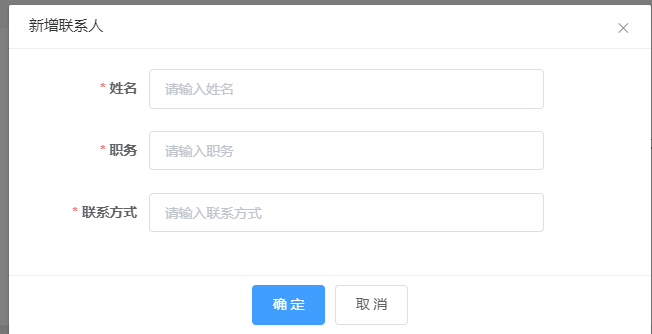 新增联系人
* 姓名 请输入姓名
* 职务 请输入职务
* 联系方式 请输入联系方式
确 定 取 消